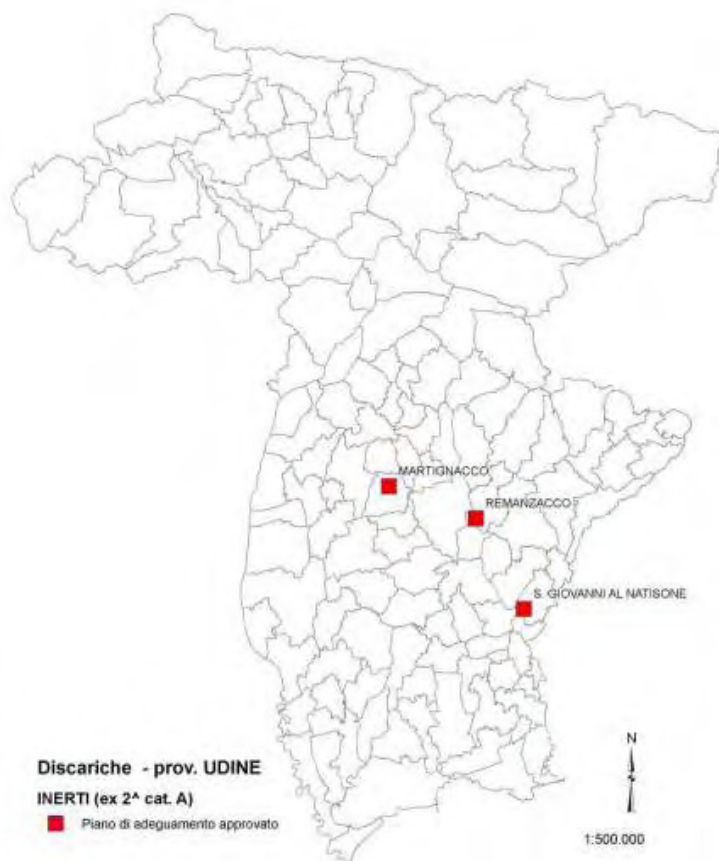 MARTIGNACCO
REMANZACCO
S. GIOVANNI AL NATISONE
Discariche - prov. UDINE
INERTI (ex 2^ cat. A)
Piano di adeguamento approvato
N
1:500.000